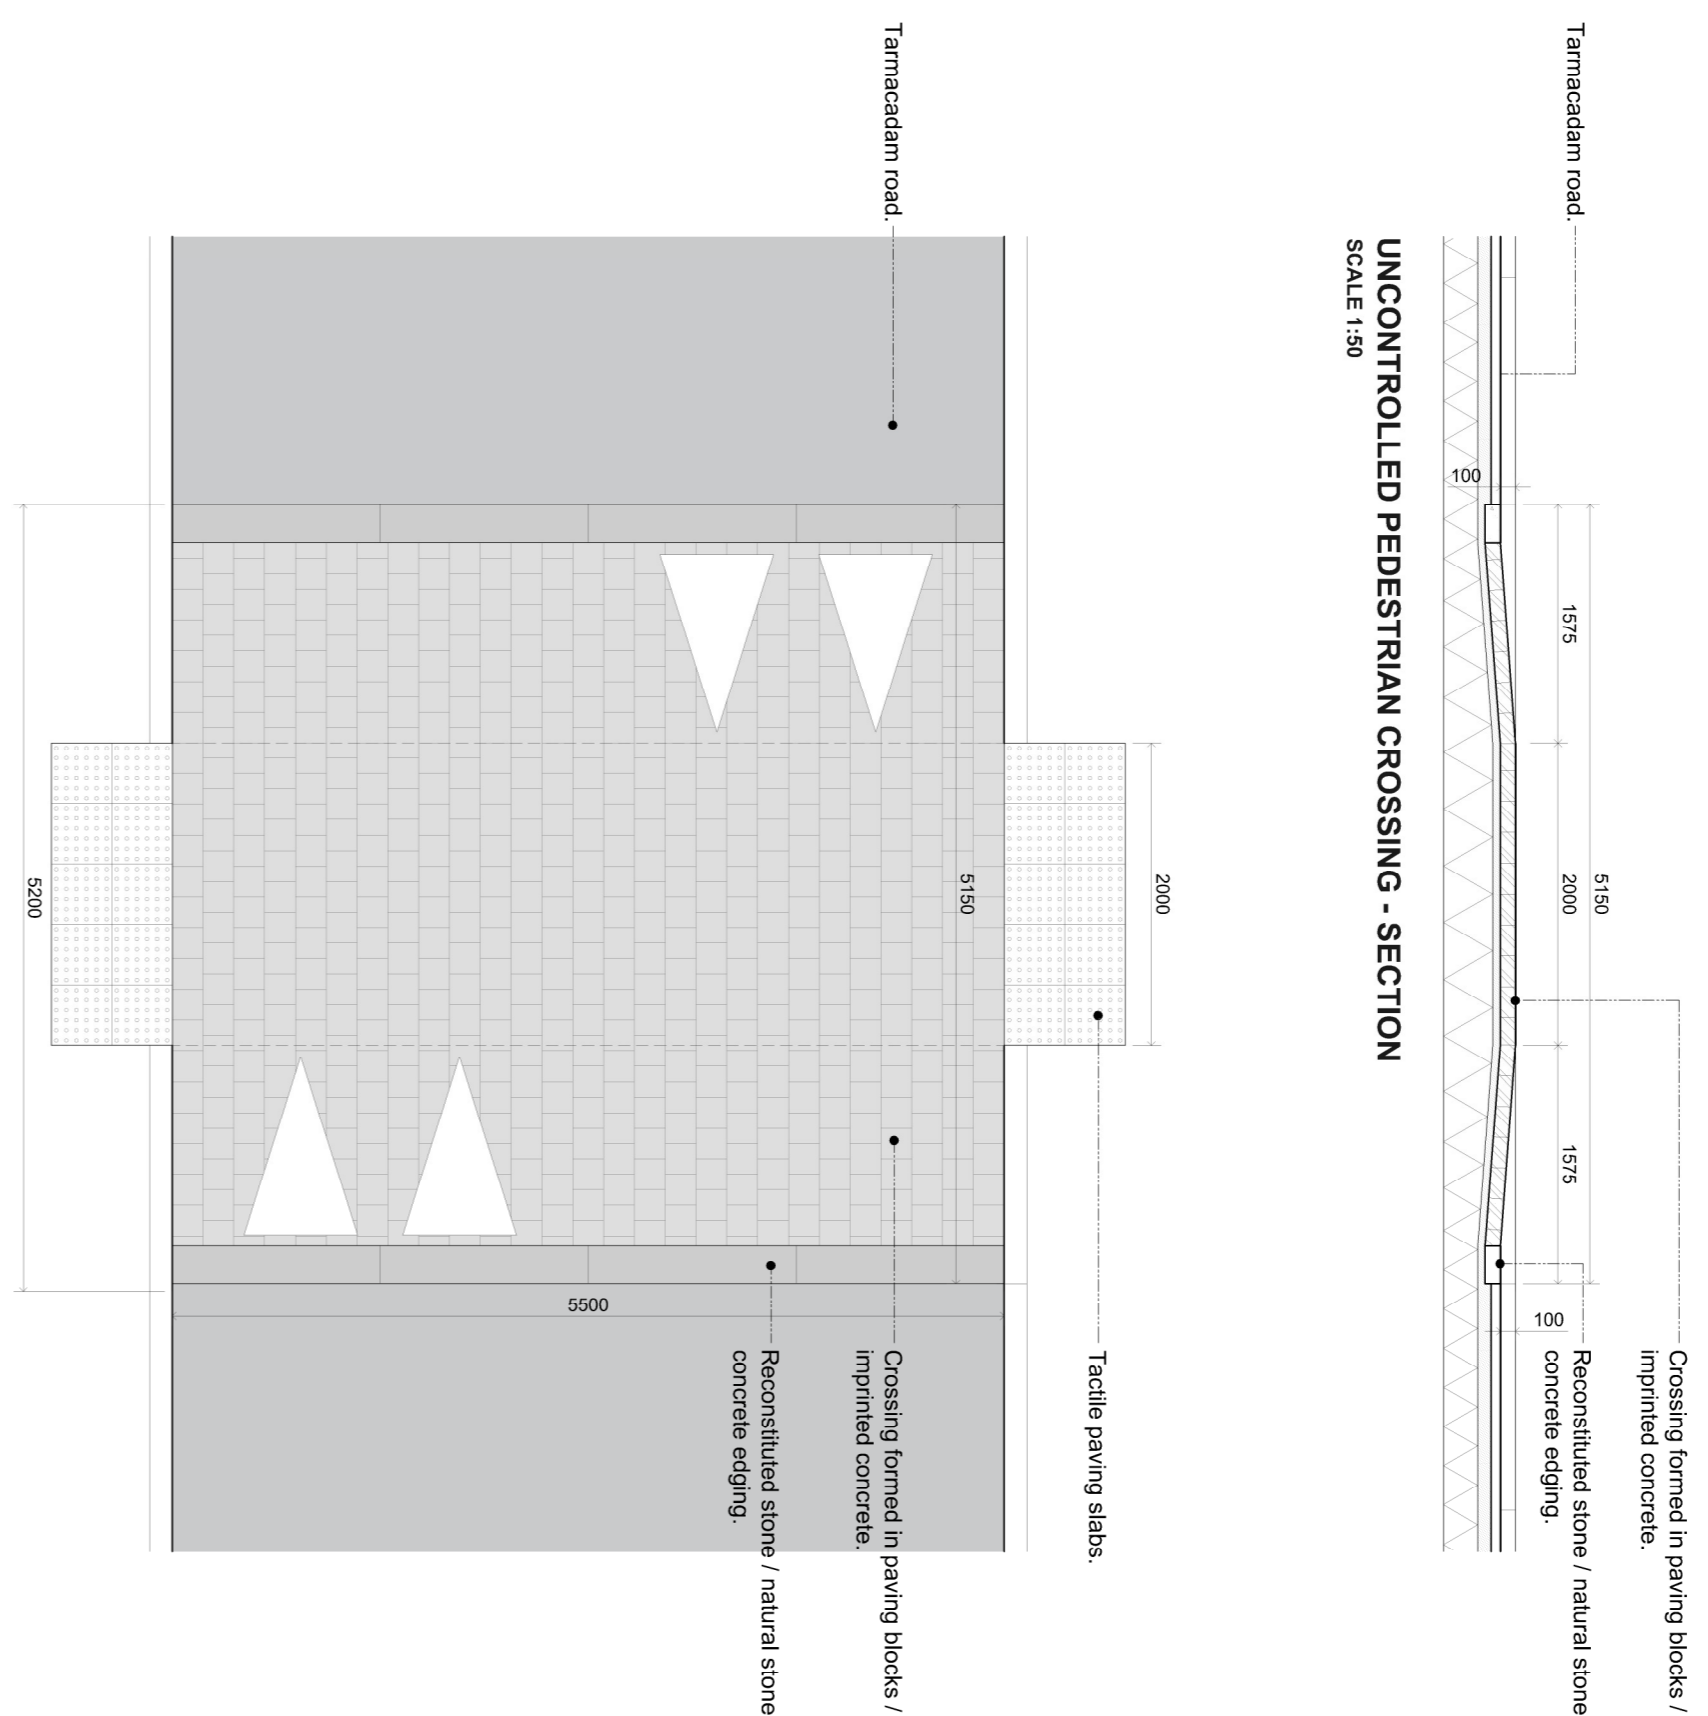 Tarmacadam road.
100
1575
2000
1575
5150
100
Crossing formed in paving blocks /
imprinted concrete.
Reconstituted stone / natural stone
concrete edging.
UNCONTROLLED PEDESTRIAN CROSSING - SECTION
SCALE 1:50
Tarmacadam road.
2000
5150
5500
5200
Tactile paving slabs.
Crossing formed in paving blocks /
imprinted concrete.
Reconstituted stone / natural stone
concrete edging.